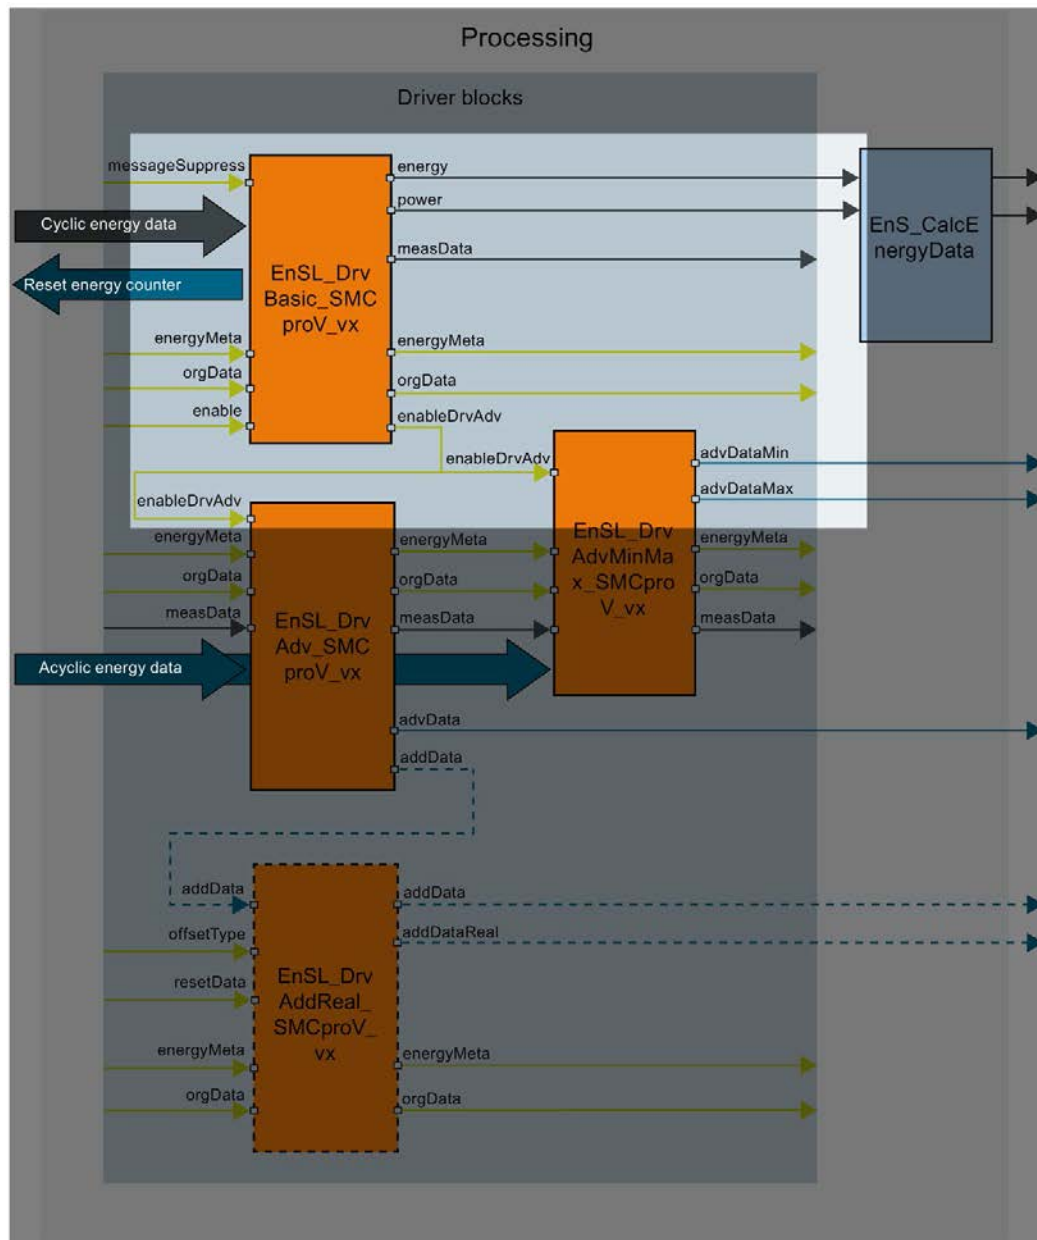 Processing
Driver blocks
messageSuppress
energy
power
Cyclic energy data
measData
Reset energy counter
EnSL_Drv
Basic_SMC
proV_vx
EnS_CalcE
nergyData
energyMeta
energyMeta
orgData
orgData
enable
enableDrvAdv
enableDrvAdv
advDataMin
enableDrvAdv
advDataMax
energyMeta
energyMeta
energyMeta
orgData
orgData
orgData
measData
measData
measData
EnSL_Drv
Adv_SMC
proV_vx
EnSL_Drv
AdvMinMa
x_SMCpro
V_vx
Acyclic energy data
advData
addData
addData
addData
offsetType
addDataReal
resetData
EnSL_Drv
AddReal_
SMCproV_
vx
energyMeta
energyMeta
orgData
orgData